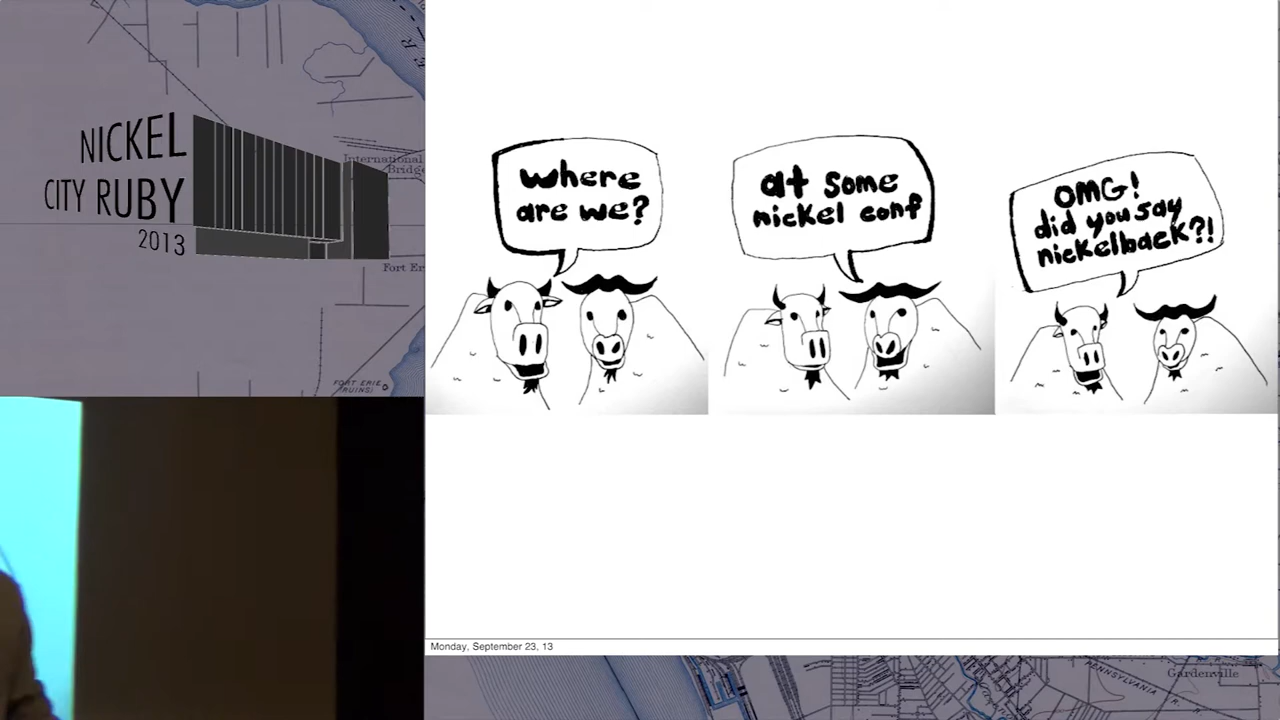 NICKEL
CITY RUBY
2013
International
Bridge
Fort Erie
FORT ERIE
(RUINS)
E R
where
are we?
at some
nickel conf
OMG!
did you say
nickelback?!
Monday, September 23, 13
PENNSYLVANIA
R. R.
Gardenville